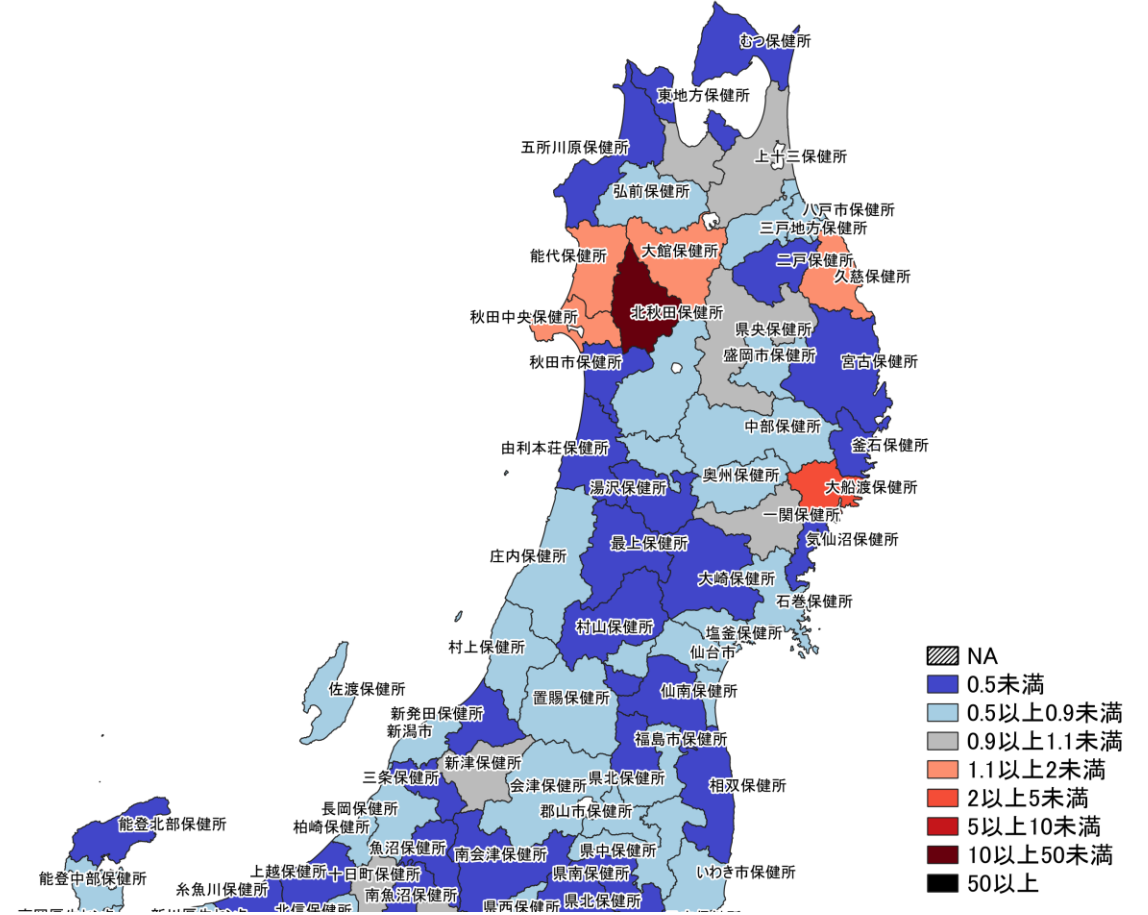 むつ保健所
東地方保健所
五所川原保健所
上十三保健所
弘前保健所
八戸市保健所
三戸地方保健所
能代保健所
大館保健所
二戸保健所
久慈保健所
秋田中央保健所
北秋田保健所
県央保健所
盛岡市保健所
秋田市保健所
宮古保健所
中部保健所
由利本荘保健所
釜石保健所
奥州保健所
湯沢保健所
大船渡保健所
一関保健所
気仙沼保健所
最上保健所
庄内保健所
大崎保健所
石巻保健所
村山保健所
塩釜保健所
村上保健所
仙台市
佐渡保健所
仙南保健所
置賜保健所
新発田保健所
新潟市
福島市保健所
新津保健所
三条保健所
会津保健所
県北保健所
相双保健所
長岡保健所
郡山市保健所
柏崎保健所
能登北部保健所
魚沼保健所
南会津保健所
県中保健所
上越保健所
十日町保健所
県南保健所
いわき市保健所
能登中部保健所
糸魚川保健所
南魚沼保健所
県北保健所
県西保健所
北信保健所
NA
0.5未満
0.5以上0.9未満
0.9以上1.1未満
1.1以上2未満
2以上5未満
5以上10未満
10以上50未満
50以上